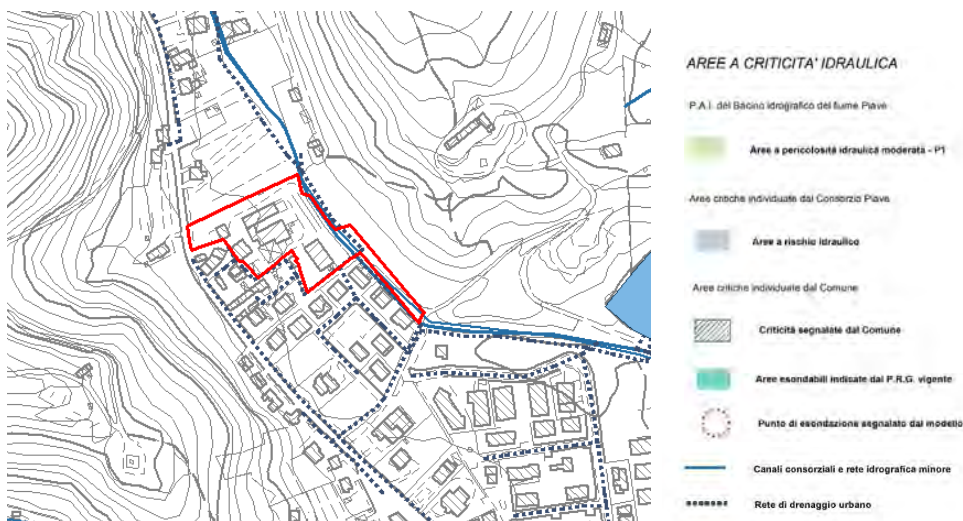 AREE A CRITICITA' IDRAULICA
P.A.I. del Bacino idrografico del fiume Piave
Aree a pericolosità idraulica moderata - P1
Aree critiche individuate dal Consorzio Piave
Aree a rischio idraulico
Aree critiche individuate dal Comune
Criticità segnalate dal Comune
Aree esondabili indicate dal P.R.G. vigente
Punto di esondazione segnalato dal modello
Canali consorziali e rete idrografica minore
Rete di drenaggio urbano